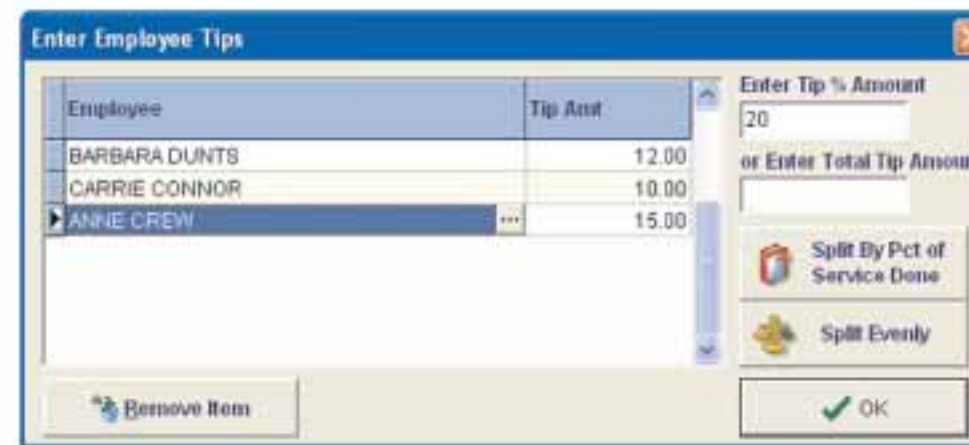 Enter Employee Tips
Employee
Tip Amt
BARBARA DUNTS
12.00
CARRIE CONNOR
10.00
ANNE CREW
...
15.00
Enter Tip % Amount
20
or Enter Total Tip Amoun
Split By Pct of
Service Done
Split Evenly
Remove Item
OK